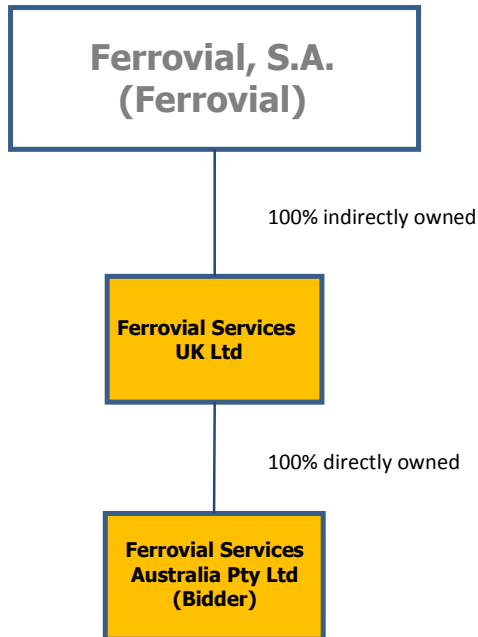 Ferrovial, S.A.
(Ferrovial)
100% indirectly owned
Ferrovial Services
UK Ltd
100% directly owned
Ferrovial Services
Australia Pty Ltd
(Bidder)